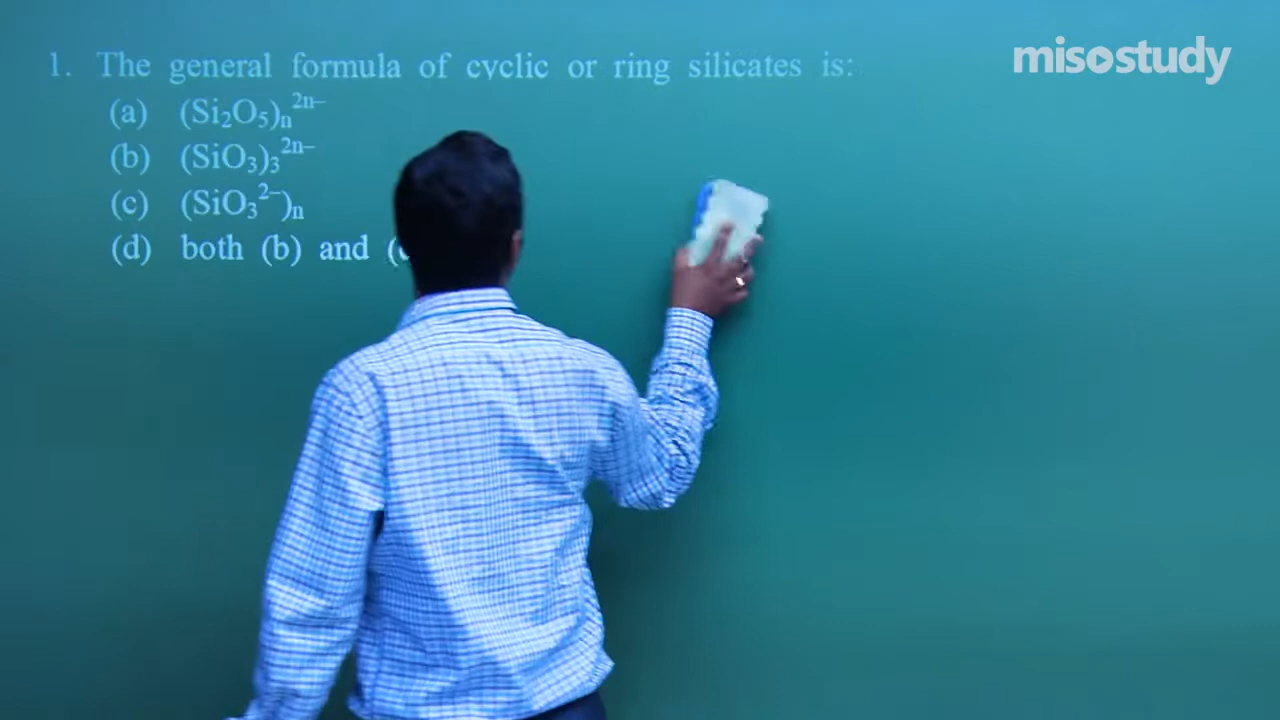 misostudy
1. The general formula of cyclic or ring silicates is:
(a) (Si₂O₅)ₙ²ⁿ⁻
(b) (SiO₃)₃²ⁿ⁻
(c) (SiO₃²⁻)ₙ
(d) both (b) and